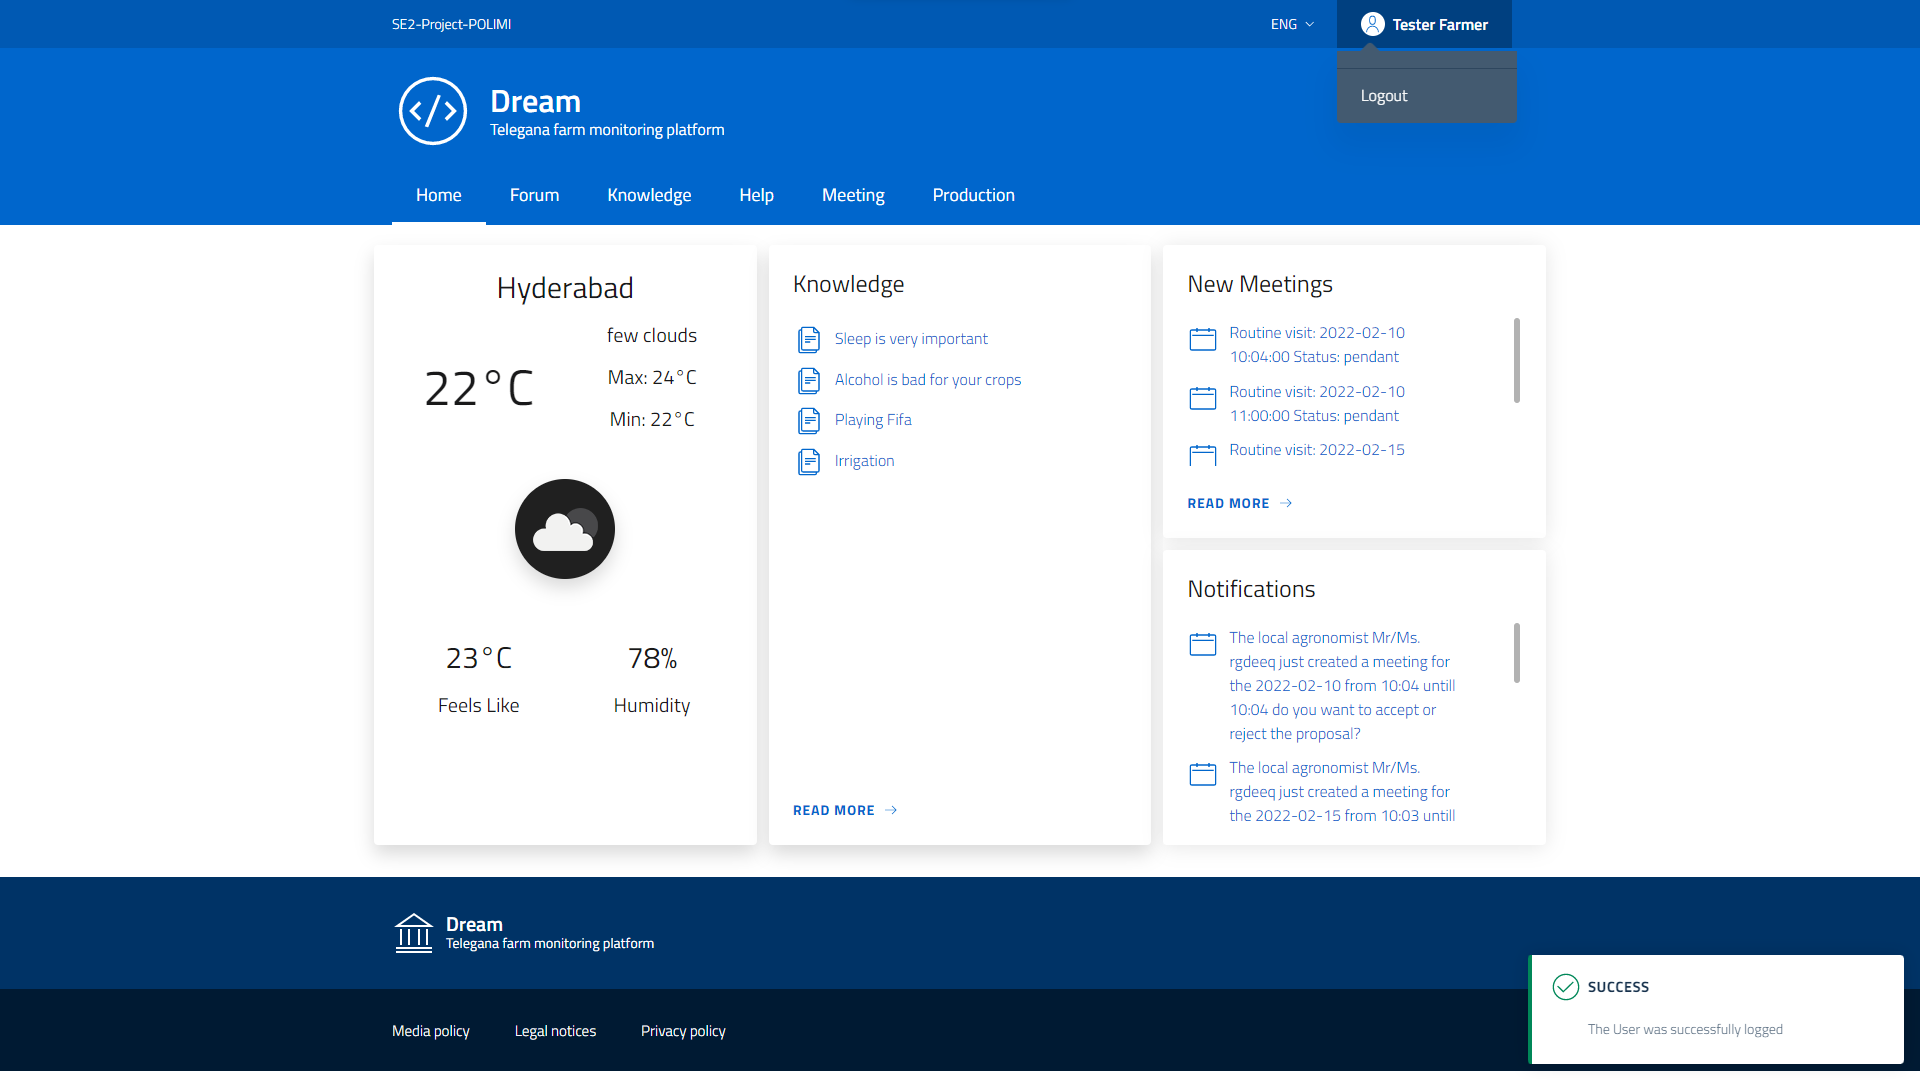 SE2-Project-POLIMI
ENG
Tester Farmer
Logout
Dream
Telegana farm monitoring platform
Home
Forum
Knowledge
Help
Meeting
Production
Hyderabad
22°C
few clouds
Max: 24°C
Min: 22°C
23°C
Feels Like
78%
Humidity
Knowledge
Sleep is very important
Alcohol is bad for your crops
Playing Fifa
Irrigation
READ MORE
New Meetings
Routine visit: 2022-02-10
10:04:00 Status: pendant
Routine visit: 2022-02-10
11:00:00 Status: pendant
Routine visit: 2022-02-15
READ MORE
Notifications
The local agronomist Mr/Ms.
rgdeeq just created a meeting for
the 2022-02-10 from 10:04 untill
10:04 do you want to accept or
reject the proposal?
The local agronomist Mr/Ms.
rgdeeq just created a meeting for
the 2022-02-15 from 10:03 untill
Dream
Telegana farm monitoring platform
Media policy
Legal notices
Privacy policy
SUCCESS
The User was successfully logged